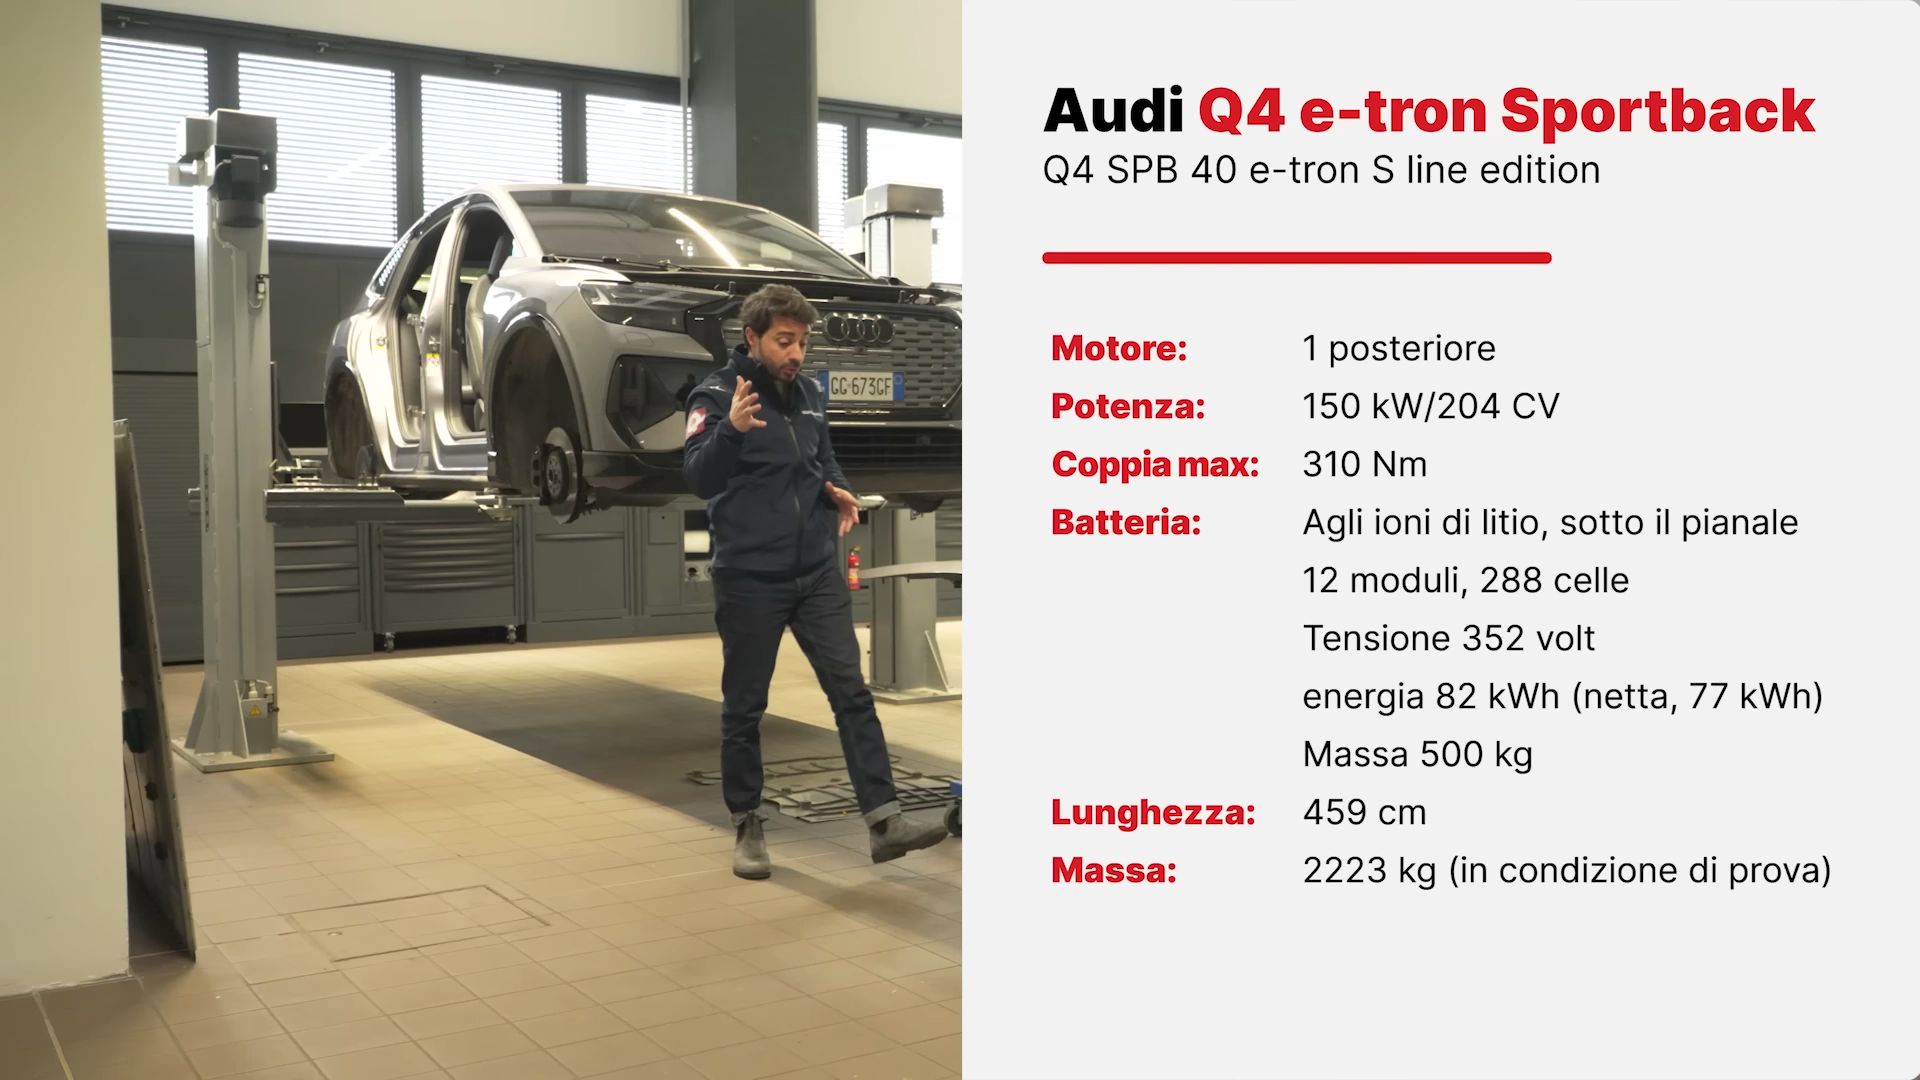 Audi Q4 e-tron Sportback
Q4 SPB 40 e-tron S line edition
Motore: 1 posteriore
Potenza: 150 kW/204 CV
Coppia max: 310 Nm
Batteria: Agli ioni di litio, sotto il pianale
12 moduli, 288 celle
Tensione 352 volt
energia 82 kWh (netta, 77 kWh)
Massa 500 kg
Lunghezza: 459 cm
Massa: 2223 kg (in condizione di prova)
GG 673GF